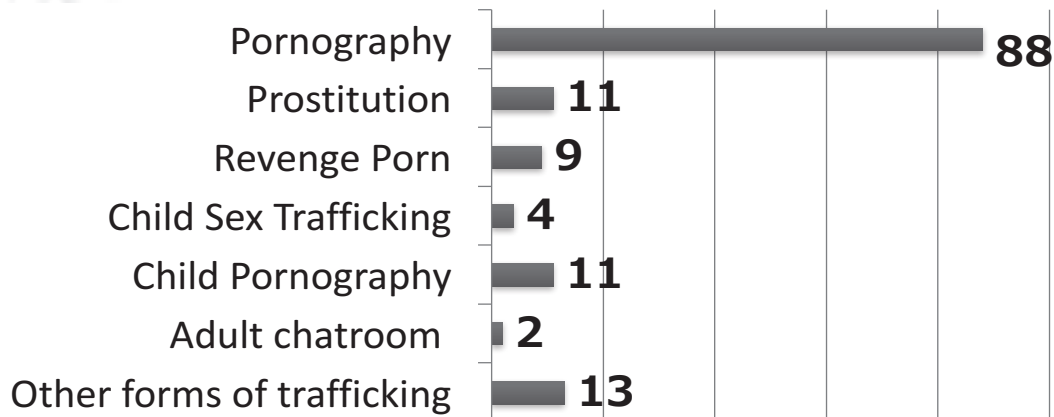 Pornography 88
Prostitution 11
Revenge Porn 9
Child Sex Trafficking 4
Child Pornography 11
Adult chatroom 2
Other forms of trafficking 13